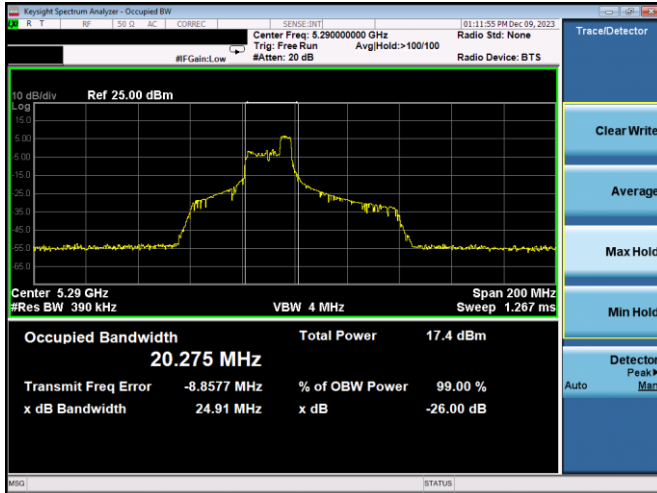 Keysight Spectrum Analyzer - Occupied BW
R T RF 50 Ω AC CORREC SENSE:INT 01:11:55 PM Dec 09, 2023
Center Freq: 5.290000000 GHz Radio Std: None
Trig: Free Run Avg|Hold:>100/100
#IFGain:Low #Atten: 20 dB Radio Device: BTS
Trace/Detector
10 dB/div Ref 25.00 dBm
Log
15.0
5.00
-5.00
-15.0
-25.0
-35.0
-45.0
-55.0
-65.0
Center 5.29 GHz Span 200 MHz
#Res BW 390 kHz VBW 4 MHz Sweep 1.267 ms
Occupied Bandwidth Total Power 17.4 dBm
20.275 MHz
Transmit Freq Error -8.8577 MHz % of OBW Power 99.00 %
x dB Bandwidth 24.91 MHz x dB -26.00 dB
Clear Write
Average
Max Hold
Min Hold
Detector
Peak
Auto Man
MSG STATUS